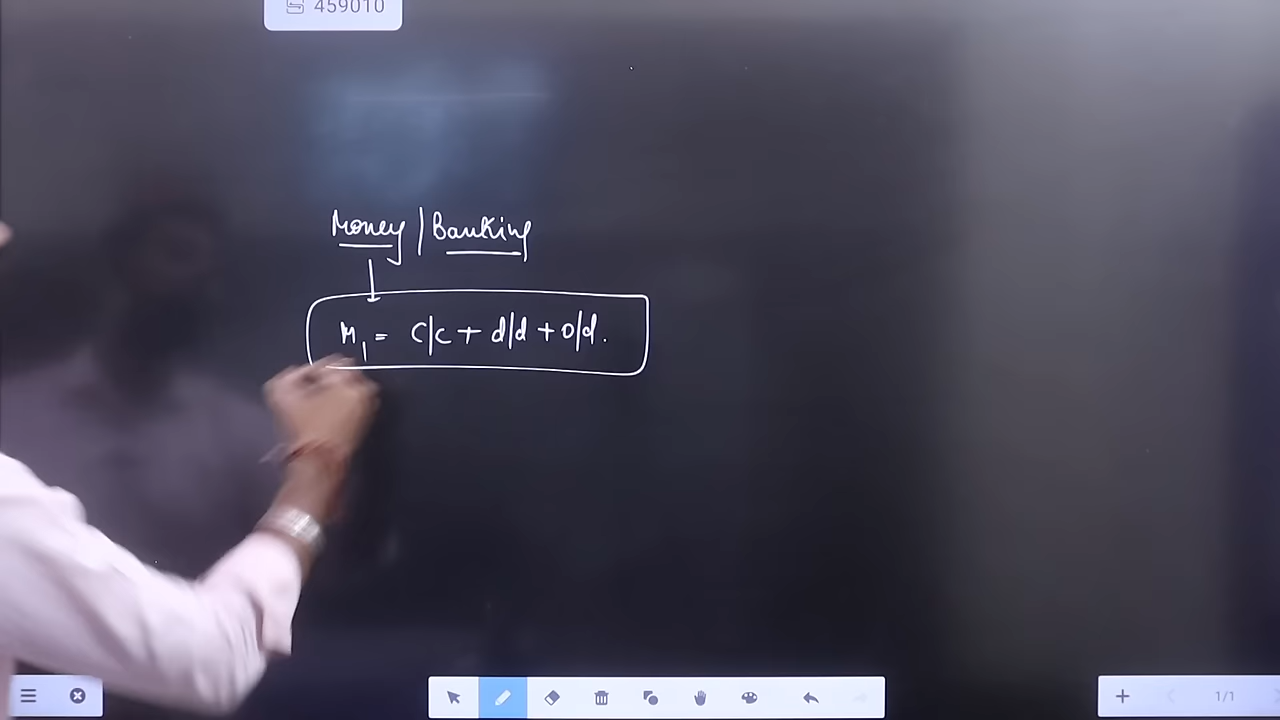 459010
Money | Banking
M₁ = C/C + d/d + O/d.
1/1